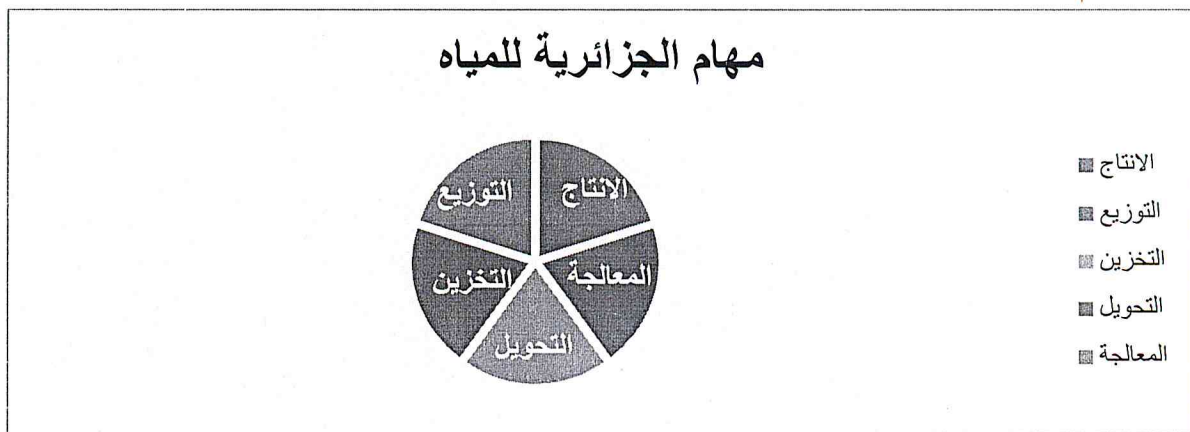 مهام الجزائرية للمياه
التوزيع
الانتاج
التخزين
المعالجة
التحويل
الانتاج
التوزيع
التخزين
التحويل
المعالجة